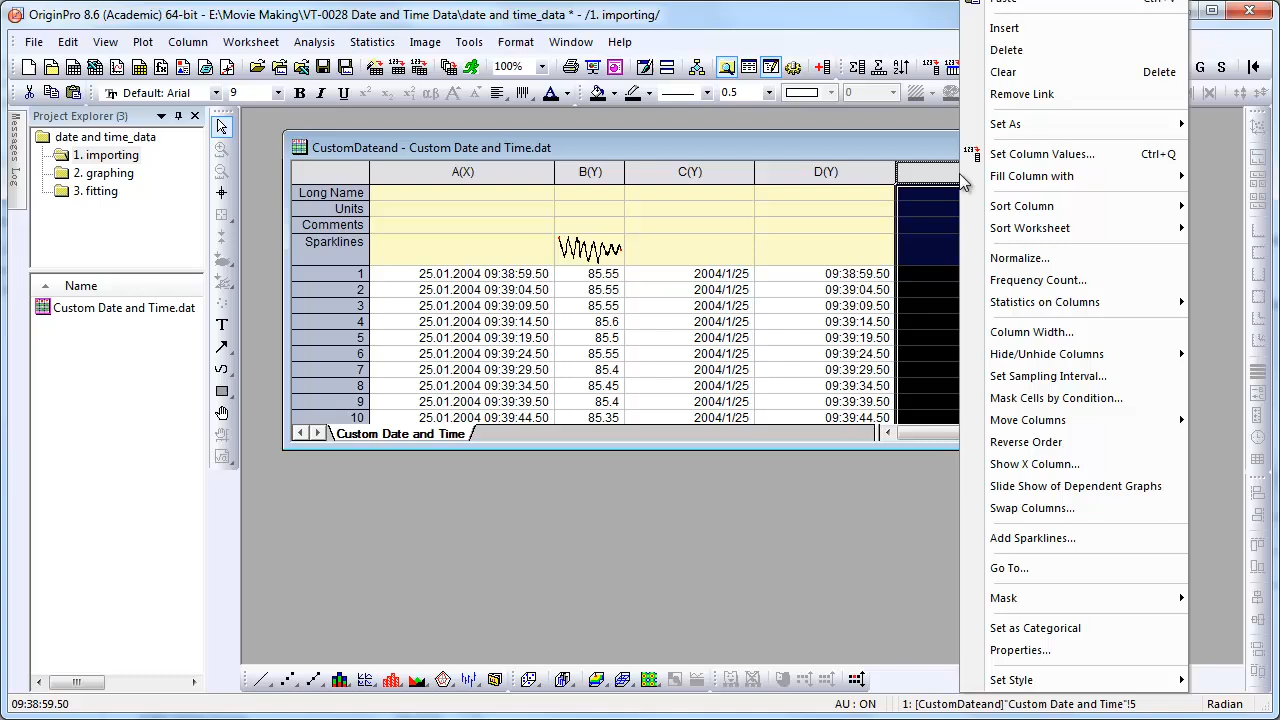 OriginPro 8.6 (Academic) 64-bit - E:\Movie Making\VT-0028 Date and Time Data\date and time_data * - /1. importing/
File Edit View Plot Column Worksheet Analysis Statistics Image Tools Format Window Help
100%
Default: Arial 9 B I U 0.5 0
G S
Messages Log
Project Explorer (3)
date and time_data
1. importing
2. graphing
3. fitting
Name
Custom Date and Time.dat
CustomDateand - Custom Date and Time.dat
A(X) B(Y) C(Y) D(Y)
Long Name
Units
Comments
Sparklines
1 25.01.2004 09:38:59.50 85.55 2004/1/25 09:38:59.50
2 25.01.2004 09:39:04.50 85.55 2004/1/25 09:39:04.50
3 25.01.2004 09:39:09.50 85.55 2004/1/25 09:39:09.50
4 25.01.2004 09:39:14.50 85.6 2004/1/25 09:39:14.50
5 25.01.2004 09:39:19.50 85.5 2004/1/25 09:39:19.50
6 25.01.2004 09:39:24.50 85.55 2004/1/25 09:39:24.50
7 25.01.2004 09:39:29.50 85.4 2004/1/25 09:39:29.50
8 25.01.2004 09:39:34.50 85.45 2004/1/25 09:39:34.50
9 25.01.2004 09:39:39.50 85.4 2004/1/25 09:39:39.50
10 25.01.2004 09:39:44.50 85.35 2004/1/25 09:39:44.50
Custom Date and Time
Insert
Delete
Clear Delete
Remove Link
Set As
Set Column Values... Ctrl+Q
Fill Column with
Sort Column
Sort Worksheet
Normalize...
Frequency Count...
Statistics on Columns
Column Width...
Hide/Unhide Columns
Set Sampling Interval...
Mask Cells by Condition...
Move Columns
Reverse Order
Show X Column...
Slide Show of Dependent Graphs
Swap Columns...
Add Sparklines...
Go To...
Mask
Set as Categorical
Properties...
Set Style
09:38:59.50 AU : ON 1: [CustomDateand]"Custom Date and Time"!5 Radian